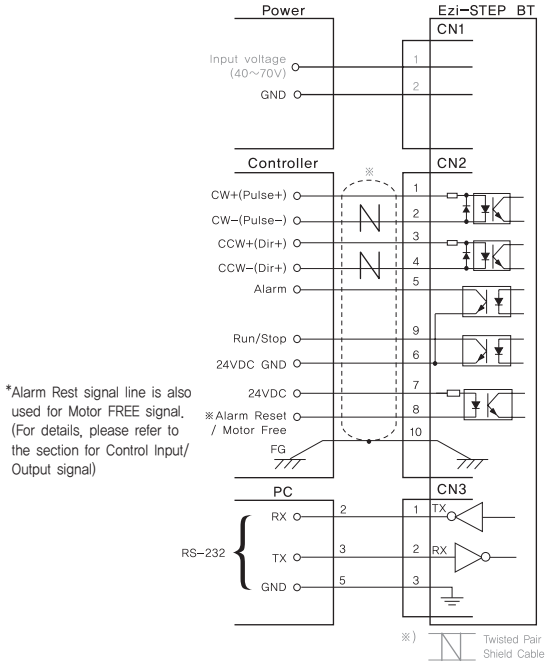 Power
Ezi-STEP BT
CN1
Input voltage
(40~70V)
1
GND
2
Controller
※
CN2
CW+(Pulse+)
1
CW-(Pulse-)
2
CCW+(Dir+)
3
CCW-(Dir+)
4
Alarm
5
Run/Stop
9
24VDC GND
6
24VDC
7
※Alarm Reset
/ Motor Free
8
10
FG
*Alarm Rest signal line is also
used for Motor FREE signal.
(For details, please refer to
the section for Control Input/
Output signal)
PC
CN3
RS-232
RX
2
1
TX
TX
3
2
RX
GND
5
3
※)
Twisted Pair
Shield Cable